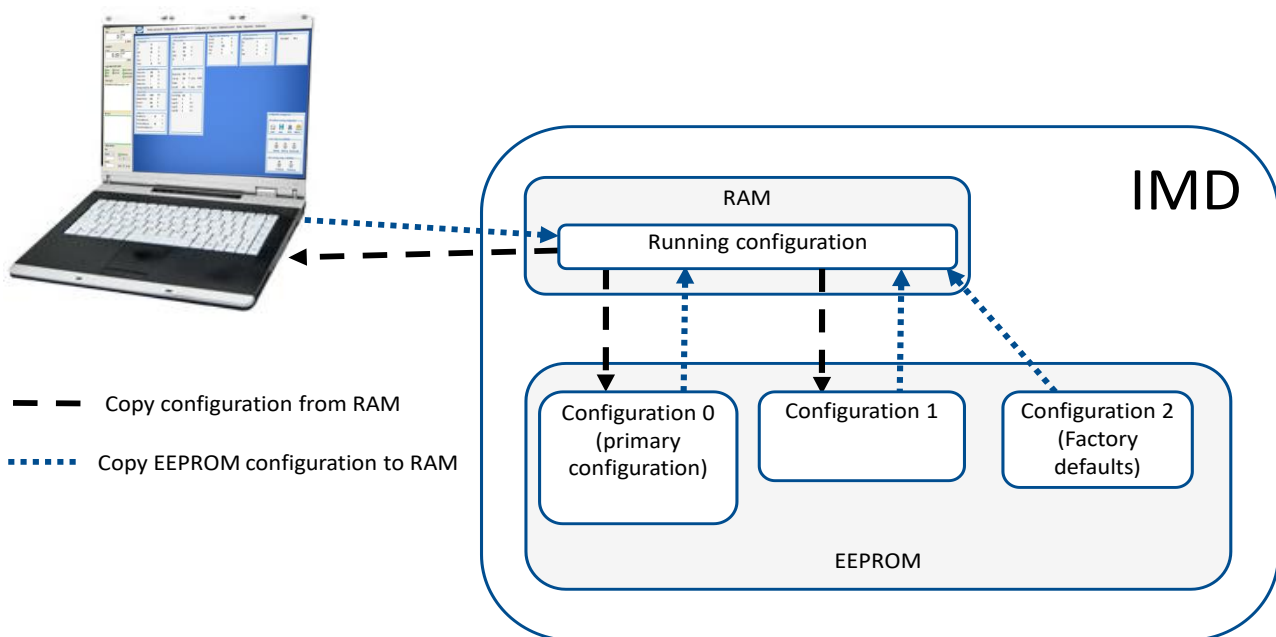 IMD
RAM
Running configuration
Copy configuration from RAM
Copy EEPROM configuration to RAM
Configuration 0
(primary
configuration)
Configuration 1
Configuration 2
(Factory
defaults)
EEPROM